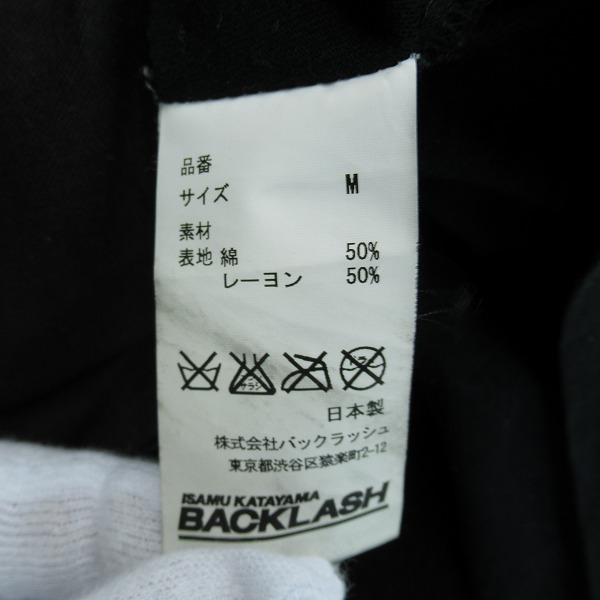 品番
サイズ M
素材
表地 綿 50%
レーヨン 50%
日本製
株式会社バックラッシュ
東京都渋谷区猿楽町2-12
ISAMU KATAYAMA
BACKLASH